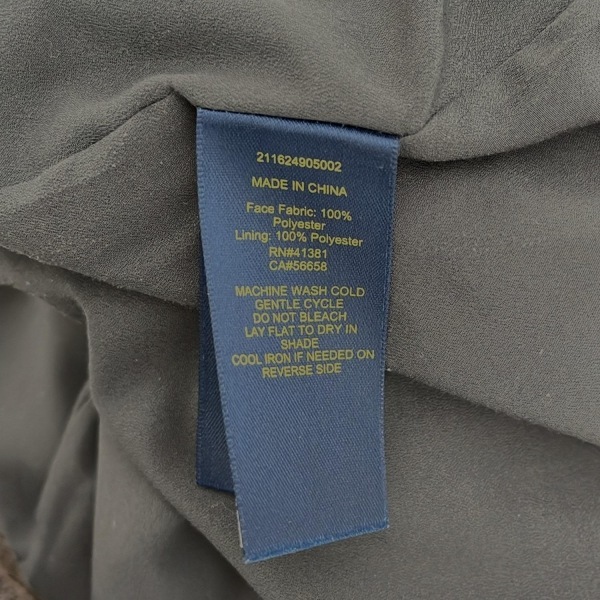 211624905002
MADE IN CHINA
Face Fabric: 100%
Polyester
Lining: 100% Polyester
RN#41381
CA#56658
MACHINE WASH COLD
GENTLE CYCLE
DO NOT BLEACH
LAY FLAT TO DRY IN
SHADE
COOL IRON IF NEEDED ON
REVERSE SIDE